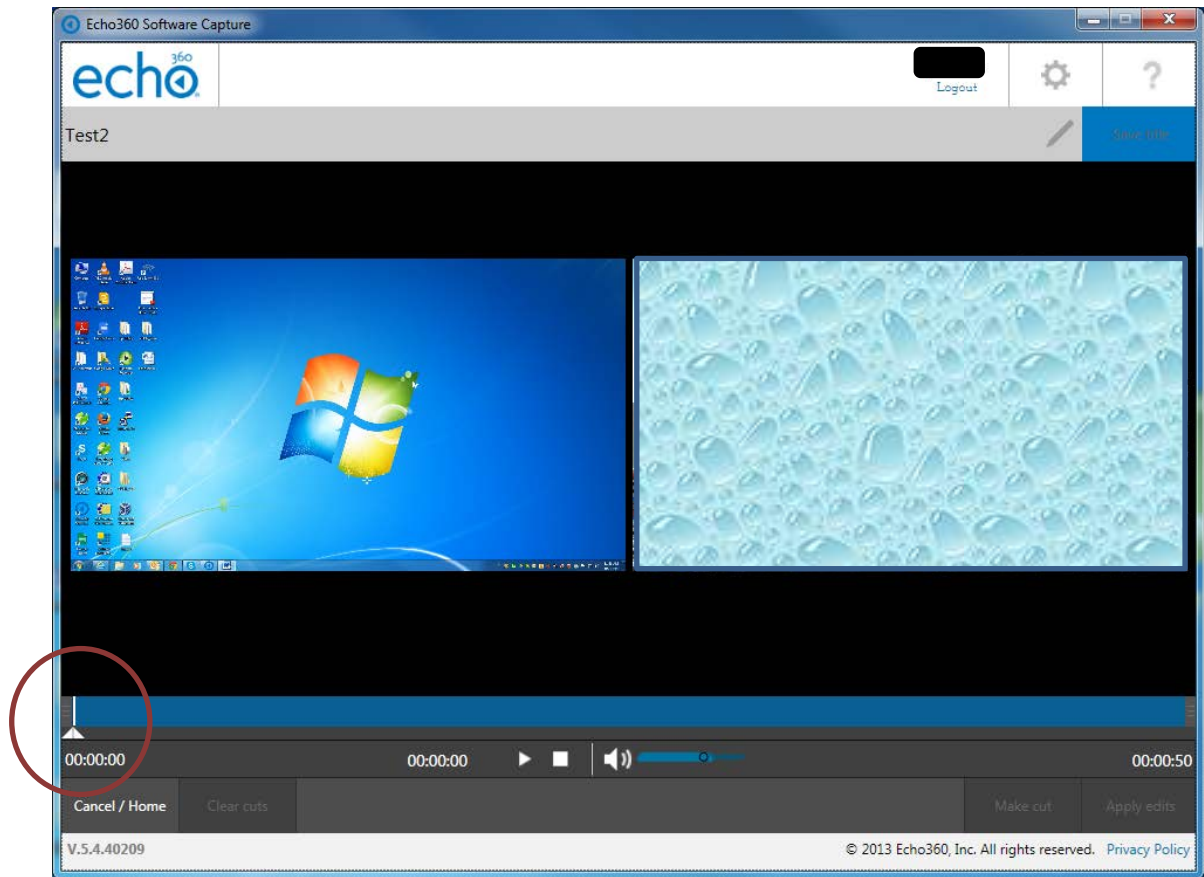 Echo360 Software Capture
echo360
Logout
?
Test2
Save title
00:00:00
00:00:00
00:00:50
Cancel / Home
Clear cuts
Make cut
Apply edits
V.5.4.40209
© 2013 Echo360, Inc. All rights reserved. Privacy Policy